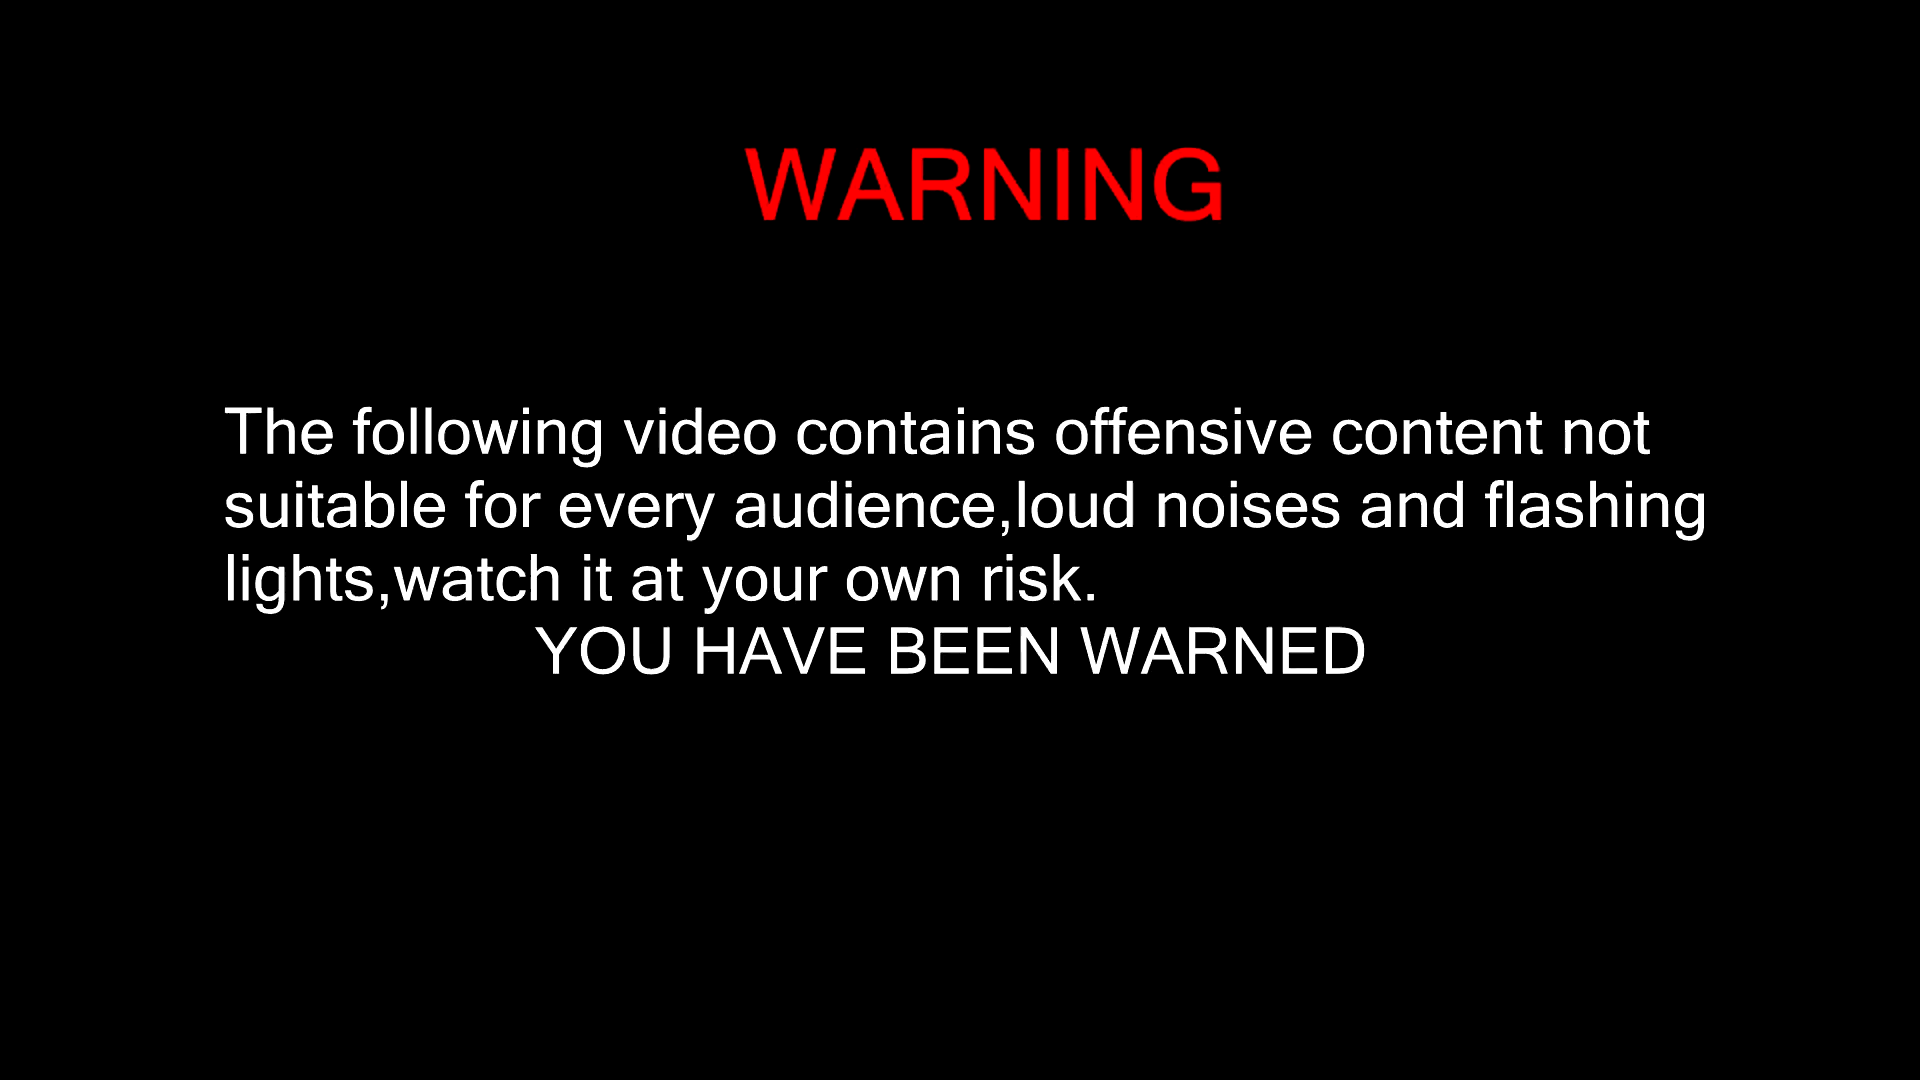 WARNING
The following video contains offensive content not
suitable for every audience,loud noises and flashing
lights,watch it at your own risk.
YOU HAVE BEEN WARNED